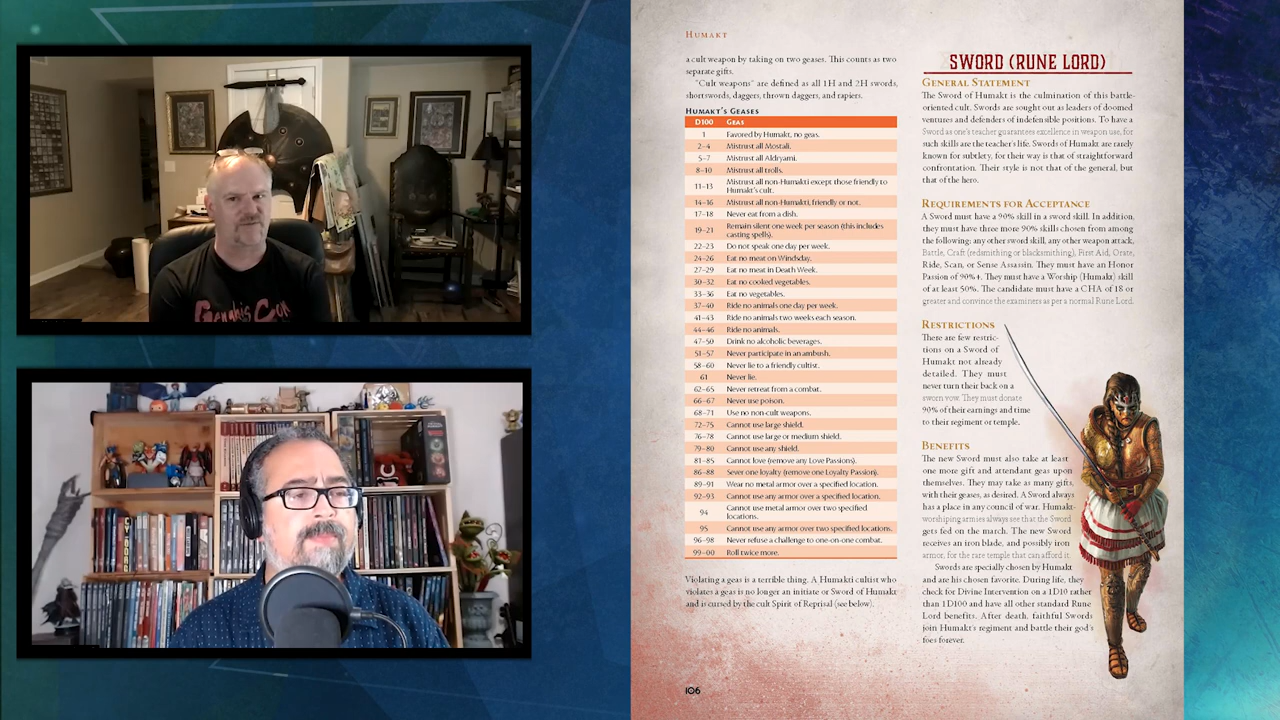 Genghis Con
Humakt
a cult weapon by taking on two geases. This counts as two
separate gifts.
"Cult weapons" are defined as all 1H and 2H swords,
shortswords, daggers, thrown daggers, and rapiers.
Humakt's Geases
D100 Geas
1 Favored by Humakt, no geas.
2–4 Mistrust all Mostali.
5–7 Mistrust all Aldryami.
8–10 Mistrust all trolls.
11–13 Mistrust all non-Humakti except those friendly to
Humakt's cult.
14–16 Mistrust all non-Humakti, friendly or not.
17–18 Never eat from a dish.
19–21 Remain silent one week per season (this includes
casting spells).
22–23 Do not speak one day per week.
24–26 Eat no meat on Windsday.
27–29 Eat no meat in Death Week.
30–32 Eat no cooked vegetables.
33–36 Eat no vegetables.
37–40 Ride no animals one day per week.
41–43 Ride no animals two weeks each season.
44–46 Ride no animals.
47–50 Drink no alcoholic beverages.
51–57 Never participate in an ambush.
58–60 Never lie to a friendly cultist.
61 Never lie.
62–65 Never retreat from a combat.
66–67 Never use poison.
68–71 Use no non-cult weapons.
72–75 Cannot use large shield.
76–78 Cannot use large or medium shield.
79–80 Cannot use any shield.
81–85 Cannot love (remove any Love Passions).
86–88 Sever one loyalty (remove one Loyalty Passion).
89–91 Wear no metal armor over a specified location.
92–93 Cannot use any armor over a specified location.
94 Cannot use metal armor over two specified
locations.
95 Cannot use any armor over two specified locations.
96–98 Never refuse a challenge to one-on-one combat.
99–00 Roll twice more.
Violating a geas is a terrible thing. A Humakti cultist who
violates a geas is no longer an initiate or Sword of Humakt
and is cursed by the cult Spirit of Reprisal (see below).
106
SWORD (RUNE LORD)
General Statement
The Sword of Humakt is the culmination of this battle-
oriented cult. Swords are sought out as leaders of doomed
ventures and defenders of indefensible positions. To have a
Sword as one's teacher guarantees excellence in weapon use, for
such skills are the teacher's life. Swords of Humakt are rarely
known for subtlety, for their way is that of straightforward
confrontation. Their style is not that of the general, but
that of the hero.
Requirements for Acceptance
A Sword must have a 90% skill in a sword skill. In addition,
they must have three more 90% skills chosen from among
the following: any other sword skill, any other weapon attack,
Battle, Craft (redsmithing or blacksmithing), First Aid, Orate,
Ride, Scan, or Sense Assassin. They must have an Honor
Passion of 90%+. They must have a Worship (Humakt) skill
of at least 50%. The candidate must have a CHA of 18 or
greater and convince the examiners as per a normal Rune Lord.
Restrictions
There are few restric-
tions on a Sword of
Humakt not already
detailed. They must
never turn their back on a
sworn vow. They must donate
90% of their earnings and time
to their regiment or temple.
Benefits
The new Sword must also take at least
one more gift and attendant geas upon
themselves. They may take as many gifts,
with their geases, as desired. A Sword always
has a place in any council of war. Humakt-
worshiping armies always see that the Sword
gets fed on the march. The new Sword
receives an iron blade, and possibly iron
armor, for the rare temple that can afford it.
Swords are specially chosen by Humakt
and are his chosen favorite. During life, they
check for Divine Intervention on a 1D10 rather
than 1D100 and have all other standard Rune
Lord benefits. After death, faithful Swords
join Humakt's regiment and battle their god's
foes forever.